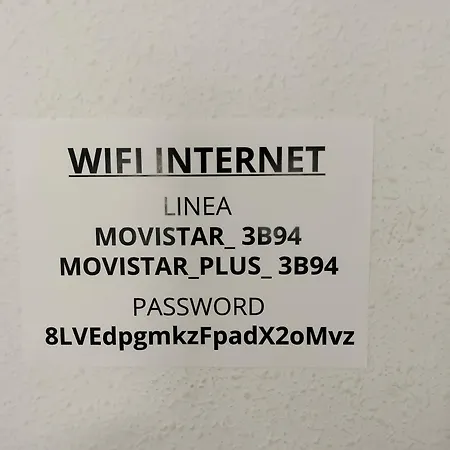 WIFI INTERNET
LINEA
MOVISTAR_ 3B94
MOVISTAR_PLUS_ 3B94
PASSWORD
8LVEdpgmkzFpadX2oMvz